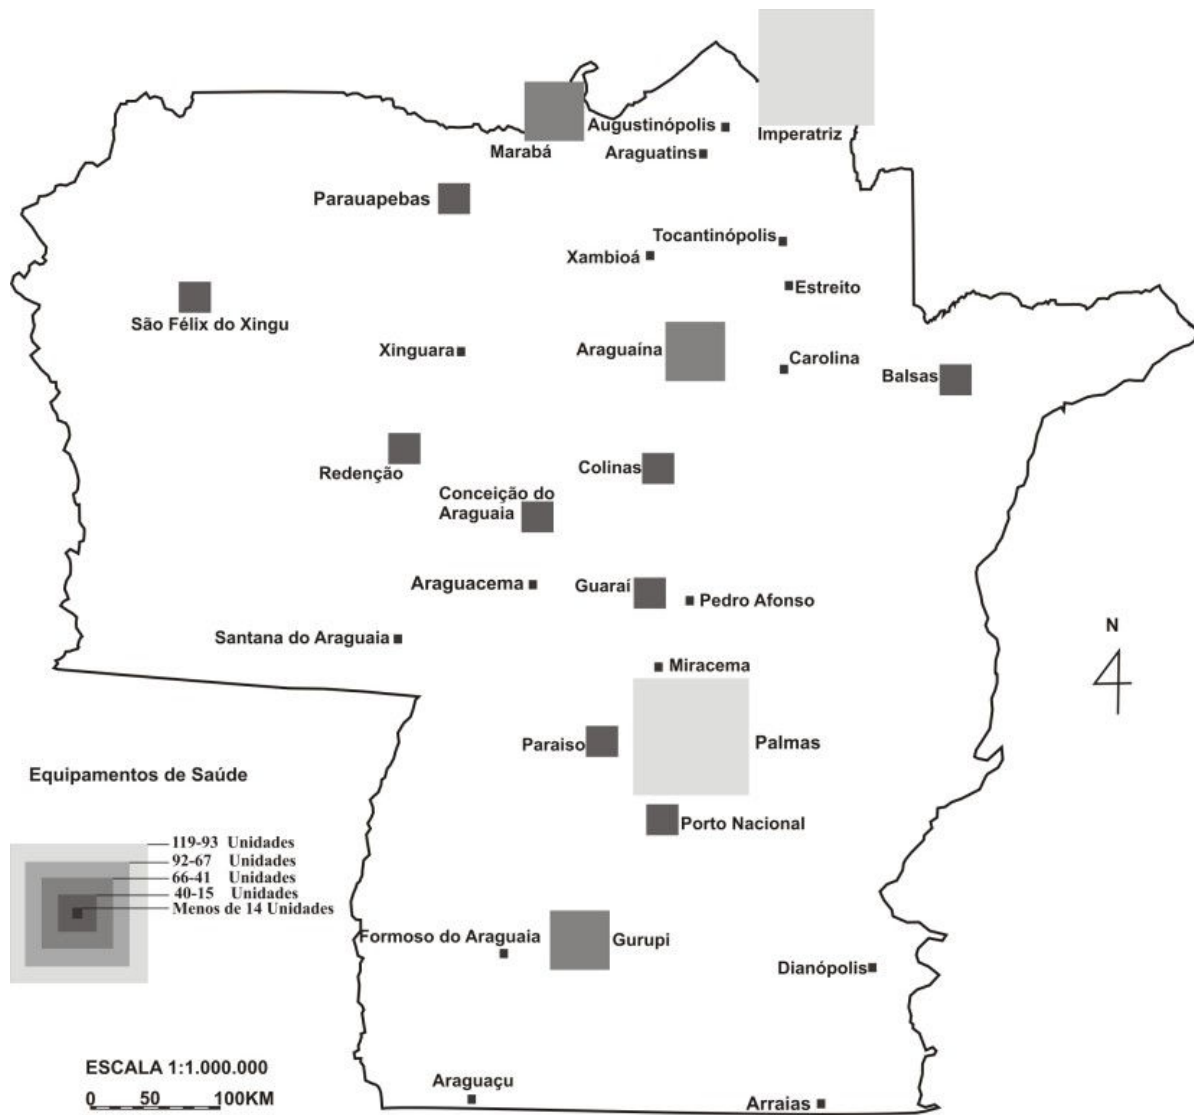 Imperatriz
Augustinópolis
Marabá
Araguatins
Parauapebas
Tocantinópolis
Xambioá
Estreito
São Félix do Xingu
Xinguara
Araguaína
Carolina
Balsas
Redenção
Colinas
Conceição do
Araguaia
Araguacema
Guaraí
Pedro Afonso
Santana do Araguaia
N
Miracema
Paraiso
Palmas
Porto Nacional
Equipamentos de Saúde
119-93 Unidades
92-67 Unidades
66-41 Unidades
40-15 Unidades
Menos de 14 Unidades
Formoso do Araguaia
Gurupi
Dianópolis
ESCALA 1:1.000.000
0 50 100KM
Araguaçu
Arraias